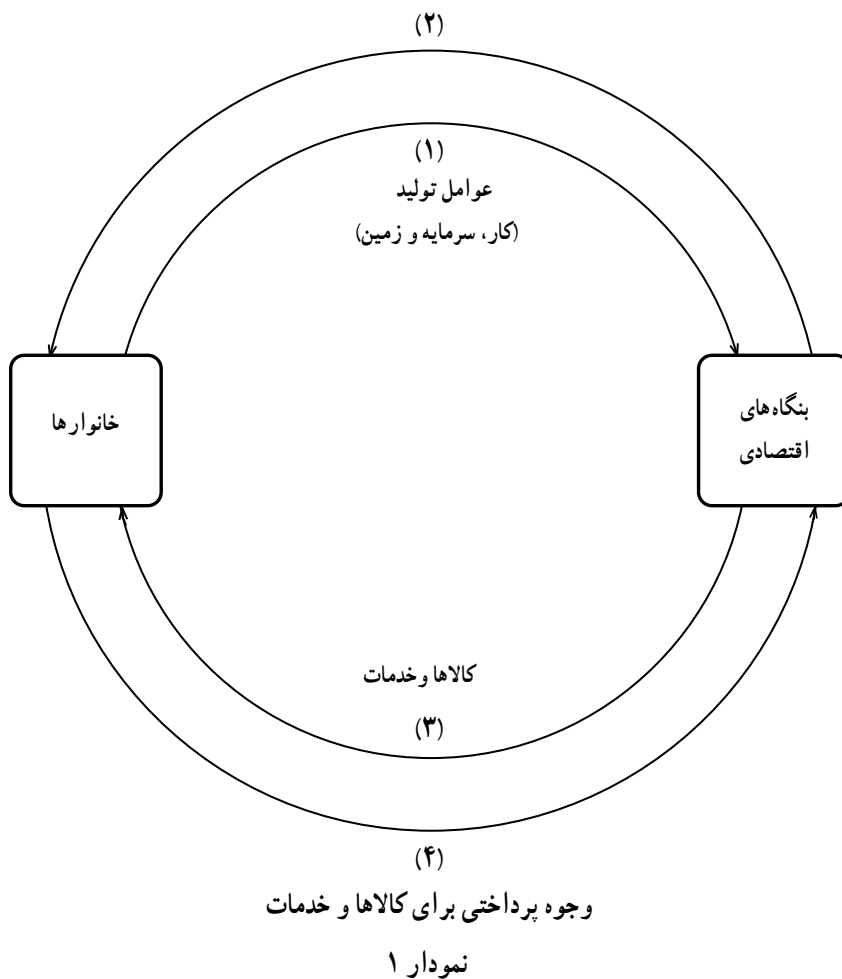 (۲)
(۱)
عوامل تولید
(کار، سرمایه و زمین)
بنگاه‌های
اقتصادی
خانوارها
کالاها وخدمات
(۳)
(۴)
وجوه پرداختی برای کالاها و خدمات
نمودار ۱